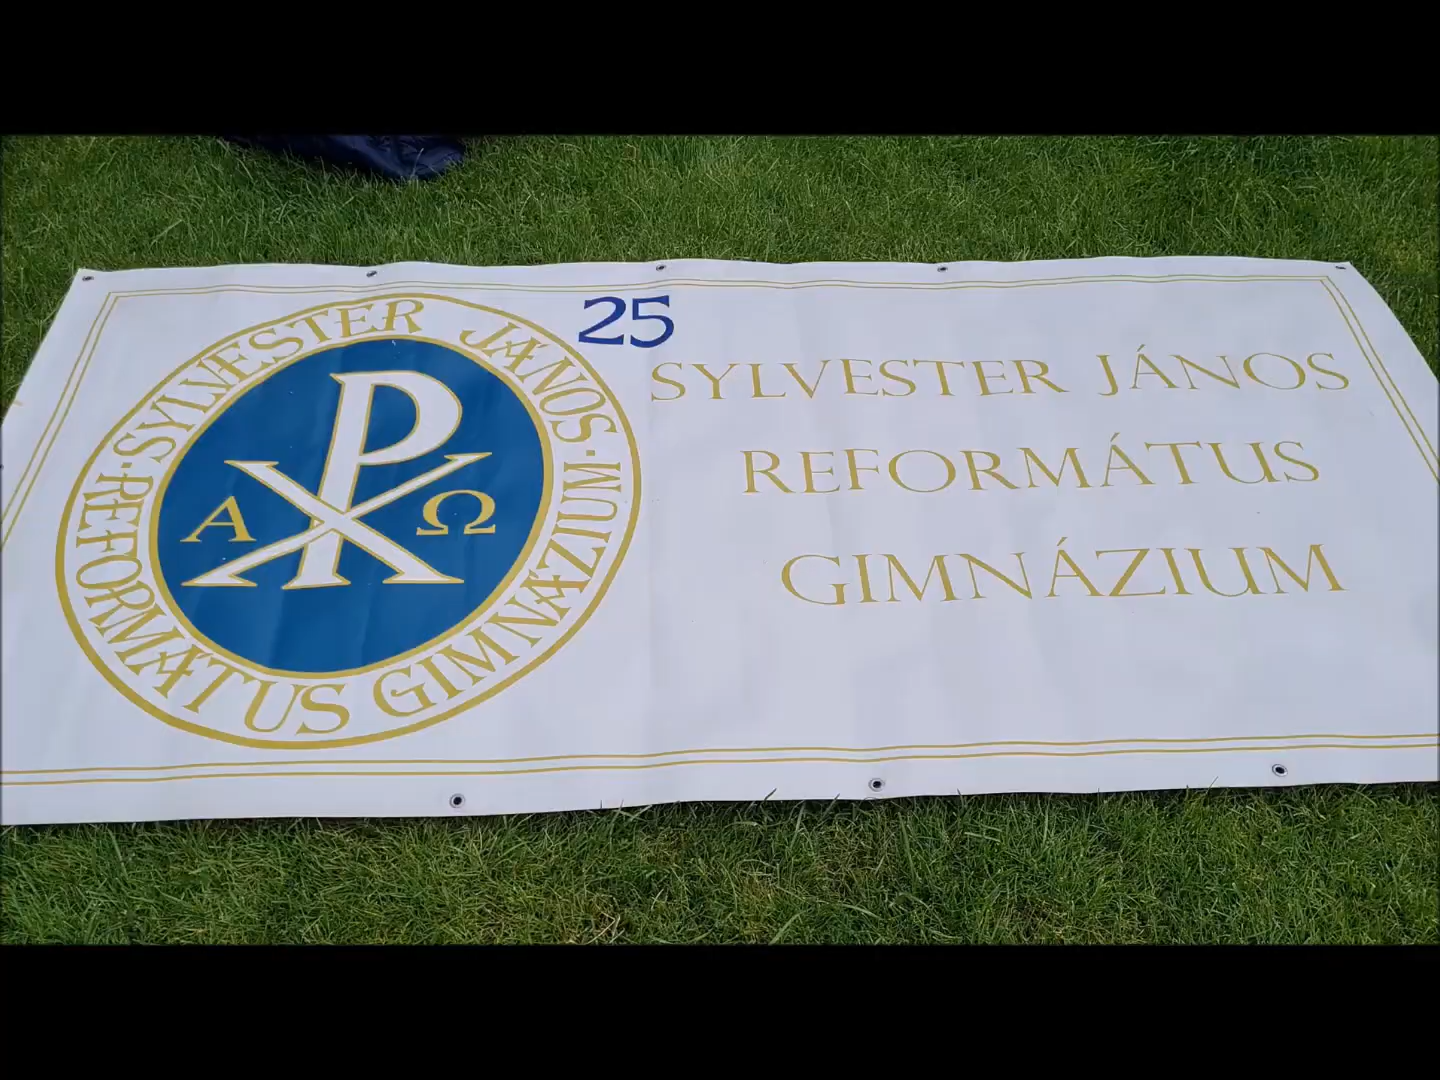 SYLVESTER JÁNOS · REFORMÁTUS GIMNÁZIUM ·
Α Ω
25
SYLVESTER JÁNOS
REFORMÁTUS
GIMNÁZIUM